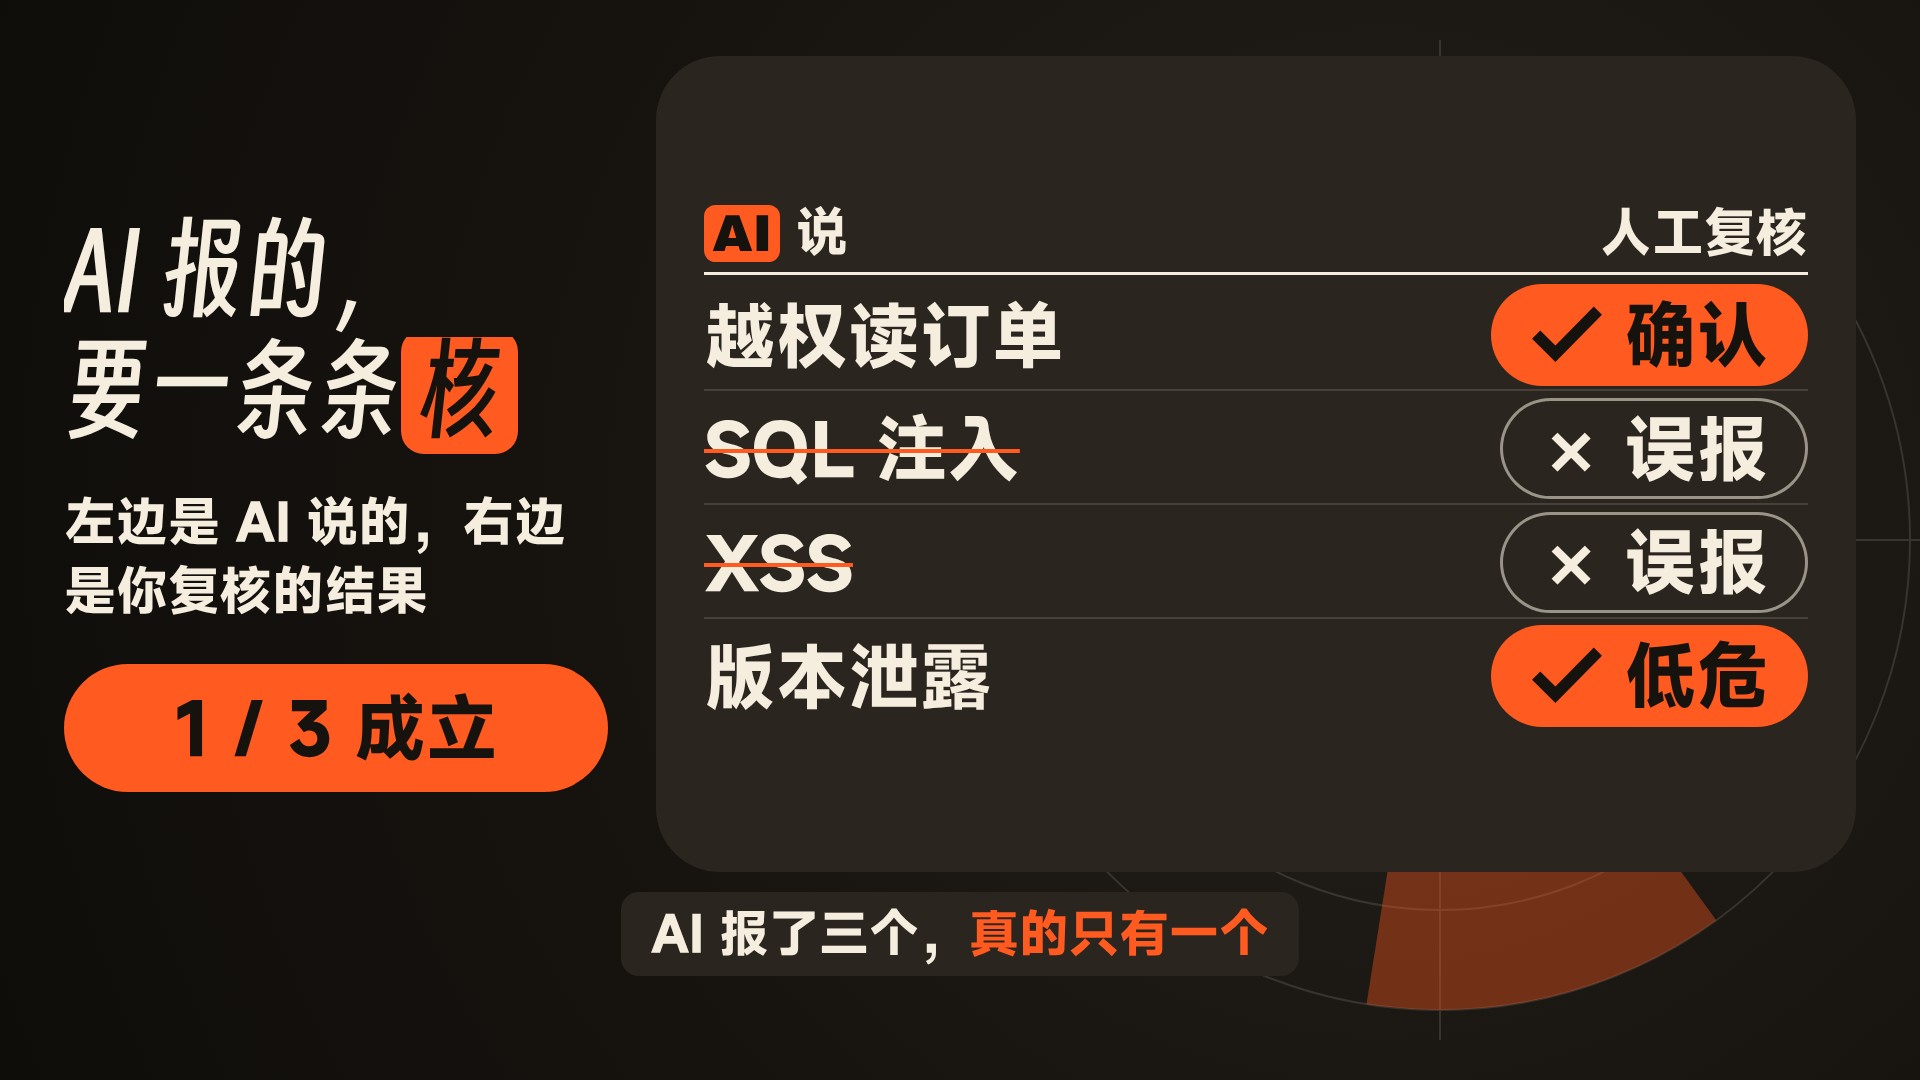 AI 报的，
要一条条核
左边是 AI 说的，右边
是你复核的结果
1 / 3 成立
AI 说 人工复核
越权读订单 ✓ 确认
SQL 注入 × 误报
XSS × 误报
版本泄露 ✓ 低危
AI 报了三个，真的只有一个